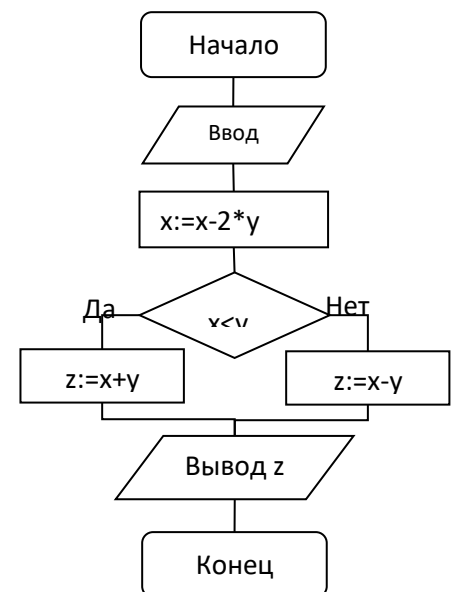 Начало
Ввод
x:=x-2*y
Да
Нет
x<y
z:=x+y
z:=x-y
Вывод z
Конец